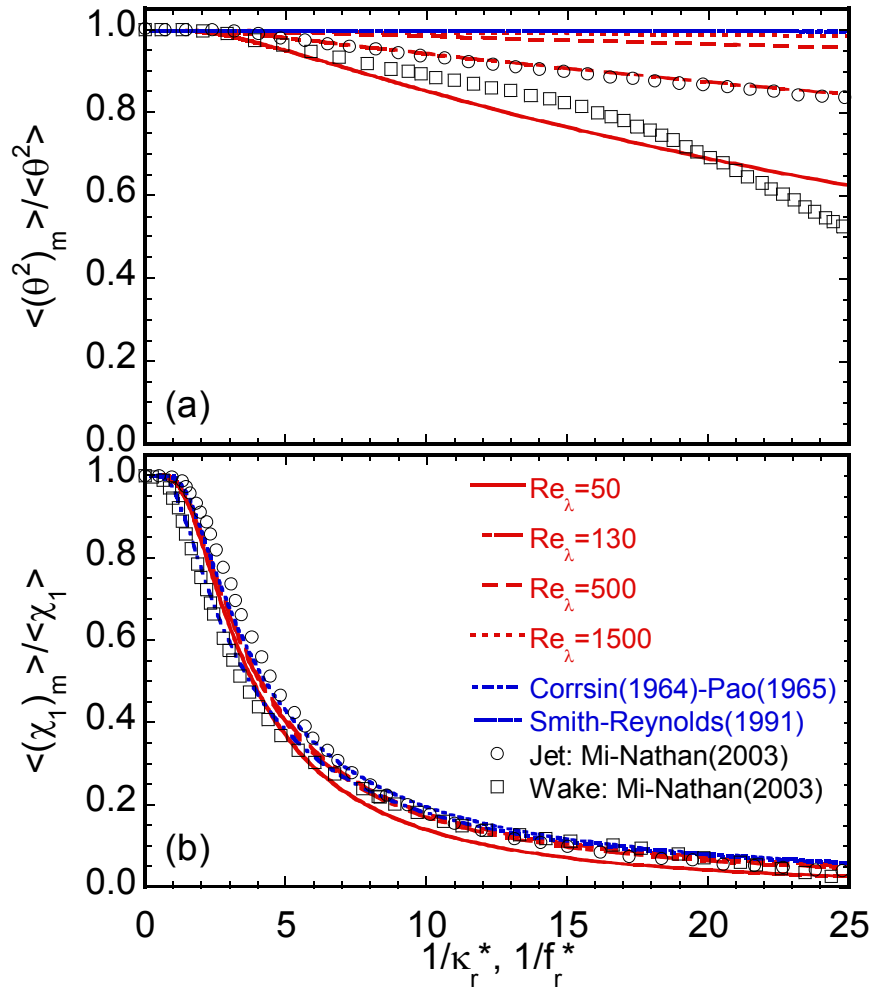 1.0
0.8
0.6
0.4
0.2
0.0
<(θ²)ₘ>/<θ²>
(a)
1.0
0.8
0.6
0.4
0.2
0.0
<(χ₁)ₘ>/<χ₁>
(b)
Re_λ=50
Re_λ=130
Re_λ=500
Re_λ=1500
Corrsin(1964)-Pao(1965)
Smith-Reynolds(1991)
Jet: Mi-Nathan(2003)
Wake: Mi-Nathan(2003)
0 5 10 15 20 25
1/κ_r*, 1/f_r*